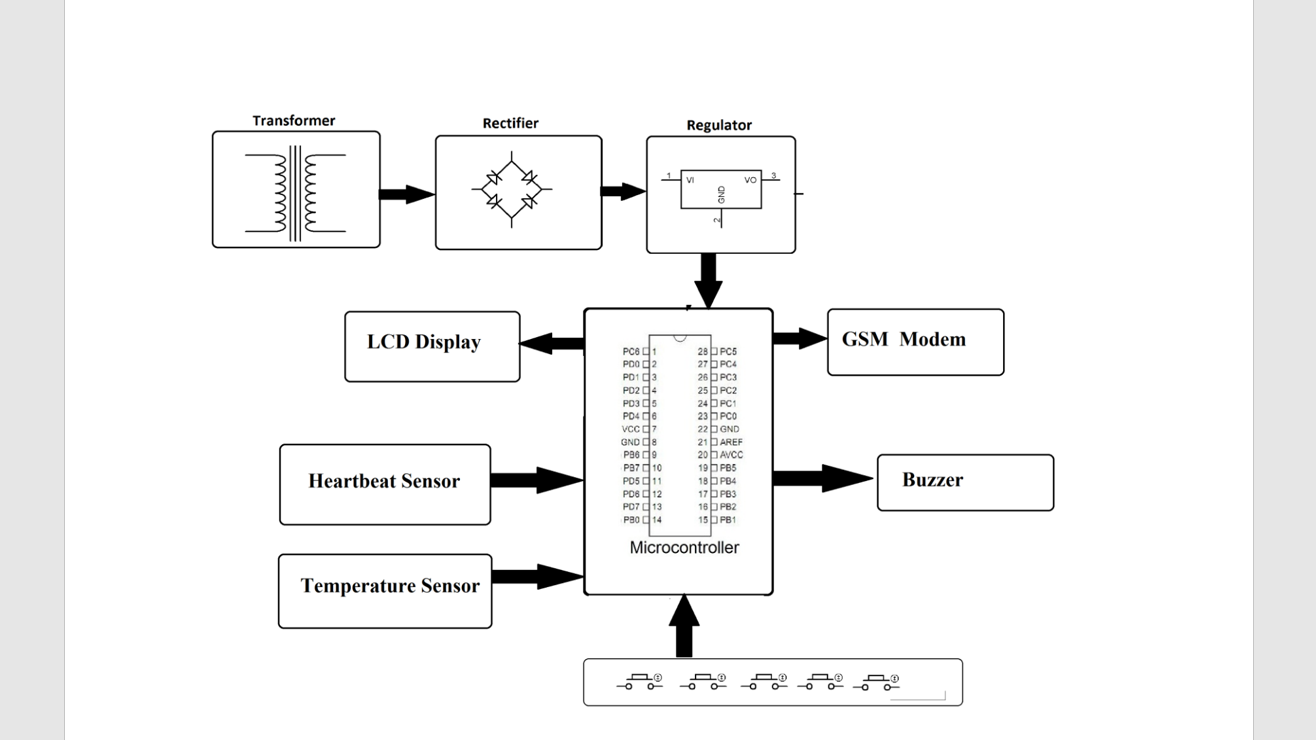 Transformer
Rectifier
Regulator
1
VI
VO
3
GND
2
LCD Display
GSM  Modem
PC6 1 28 PC5
PD0 2 27 PC4
PD1 3 26 PC3
PD2 4 25 PC2
PD3 5 24 PC1
PD4 6 23 PC0
VCC 7 22 GND
GND 8 21 AREF
PB6 9 20 AVCC
PB7 10 19 PB5
PD5 11 18 PB4
PD6 12 17 PB3
PD7 13 16 PB2
PB0 14 15 PB1
Microcontroller
Heartbeat Sensor
Buzzer
Temperature Sensor